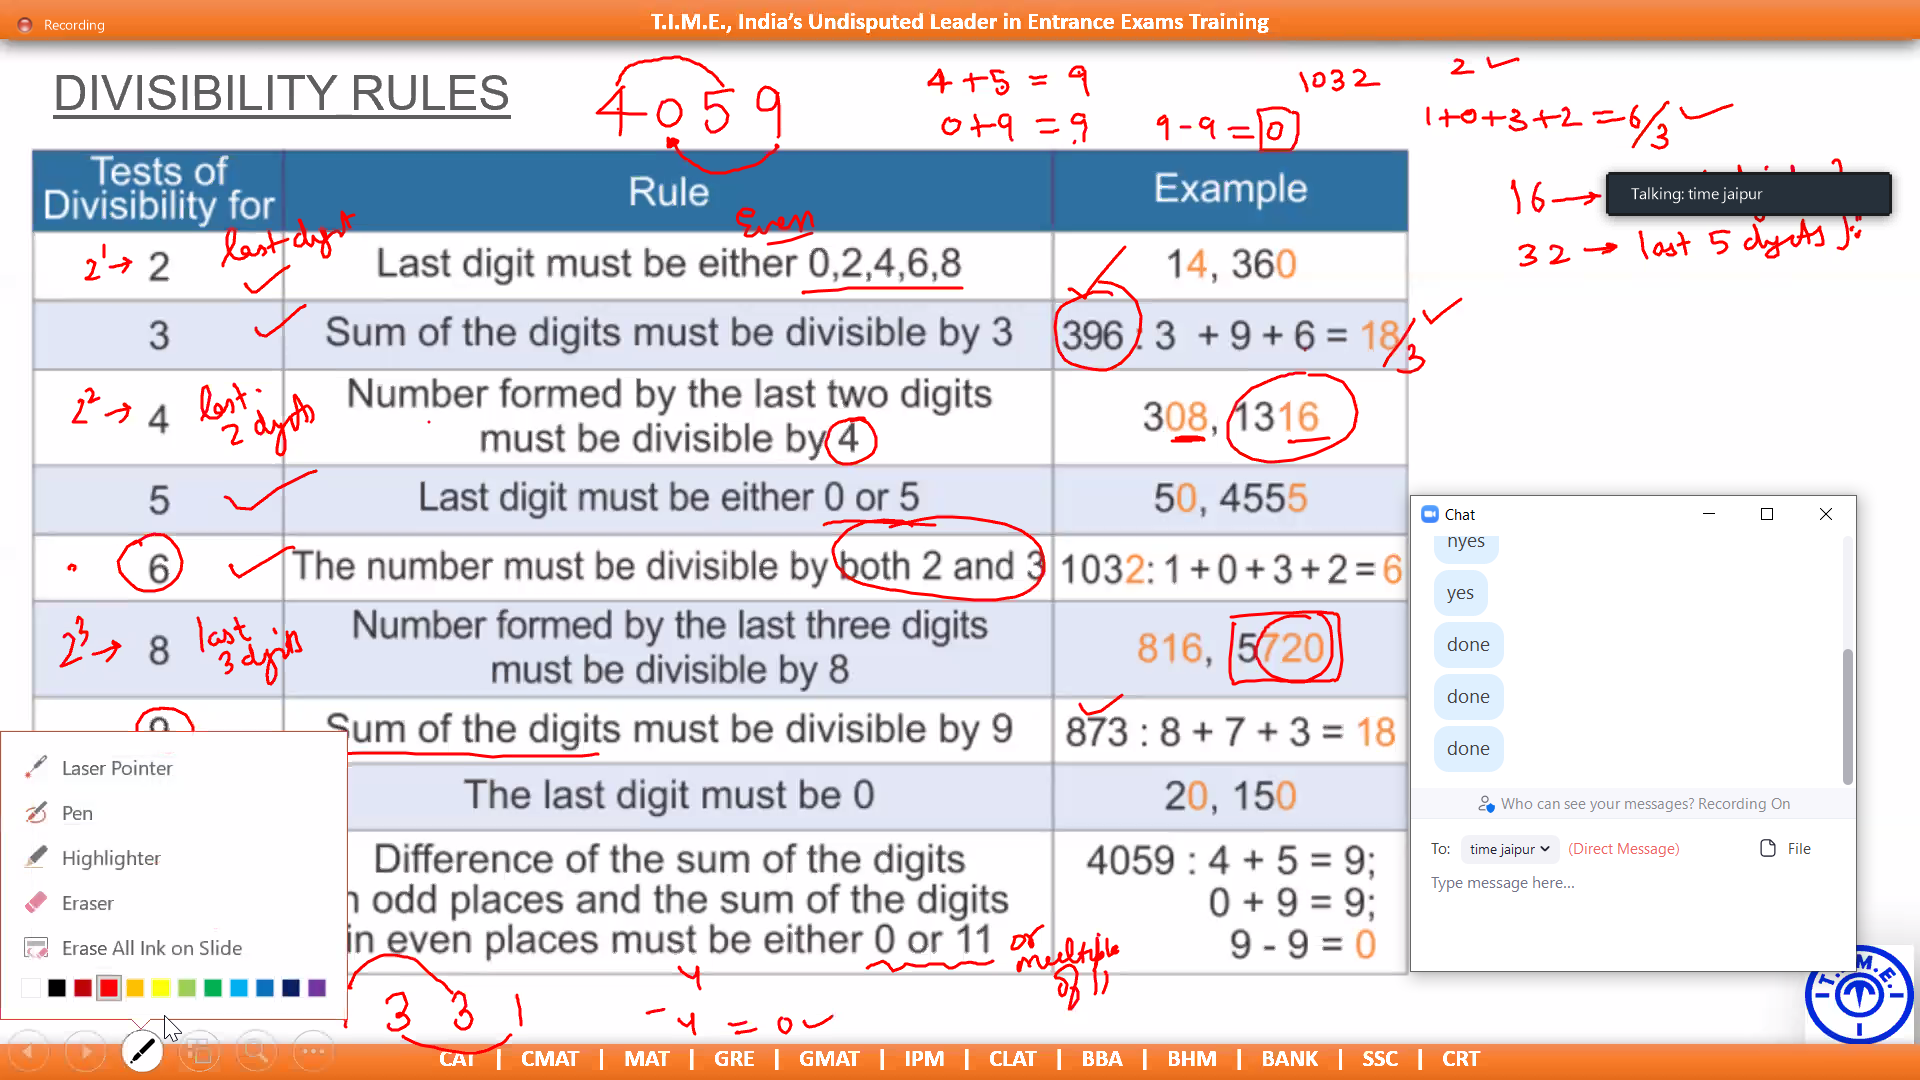 Recording
T.I.M.E., India's Undisputed Leader in Entrance Exams Training
DIVISIBILITY RULES
4059
4+5 = 9
0+9 = 9
9-9 = 0
1032
2 ✓
1+0+3+2 = 6/3 ✓
16 →
Talking: time jaipur
32 → last 5 digits
Tests of Divisibility for
Rule
Example
2¹ → 2 last digit
Even
Last digit must be either 0,2,4,6,8
14, 360
3
Sum of the digits must be divisible by 3
396 : 3 + 9 + 6 = 18/3 ✓
2² → 4 last 2 digits
Number formed by the last two digits
must be divisible by 4
308, 1316
5
Last digit must be either 0 or 5
50, 4555
6
The number must be divisible by both 2 and 3
1032: 1 + 0 + 3 + 2 = 6
2³ → 8 last 3 digits
Number formed by the last three digits
must be divisible by 8
816, 5720
9
Sum of the digits must be divisible by 9
873 : 8 + 7 + 3 = 18
The last digit must be 0
20, 150
Difference of the sum of the digits
n odd places and the sum of the digits
in even places must be either 0 or 11
or multiple of 11
4059 : 4 + 5 = 9;
0 + 9 = 9;
9 - 9 = 0
3 3 1
4
- 4 = 0 ✓
Laser Pointer
Pen
Highlighter
Eraser
Erase All Ink on Slide
Chat
nyes
yes
done
done
done
Who can see your messages? Recording On
To: time jaipur (Direct Message) File
Type message here...
T.I.M.E.
CAT | CMAT | MAT | GRE | GMAT | IPM | CLAT | BBA | BHM | BANK | SSC | CRT